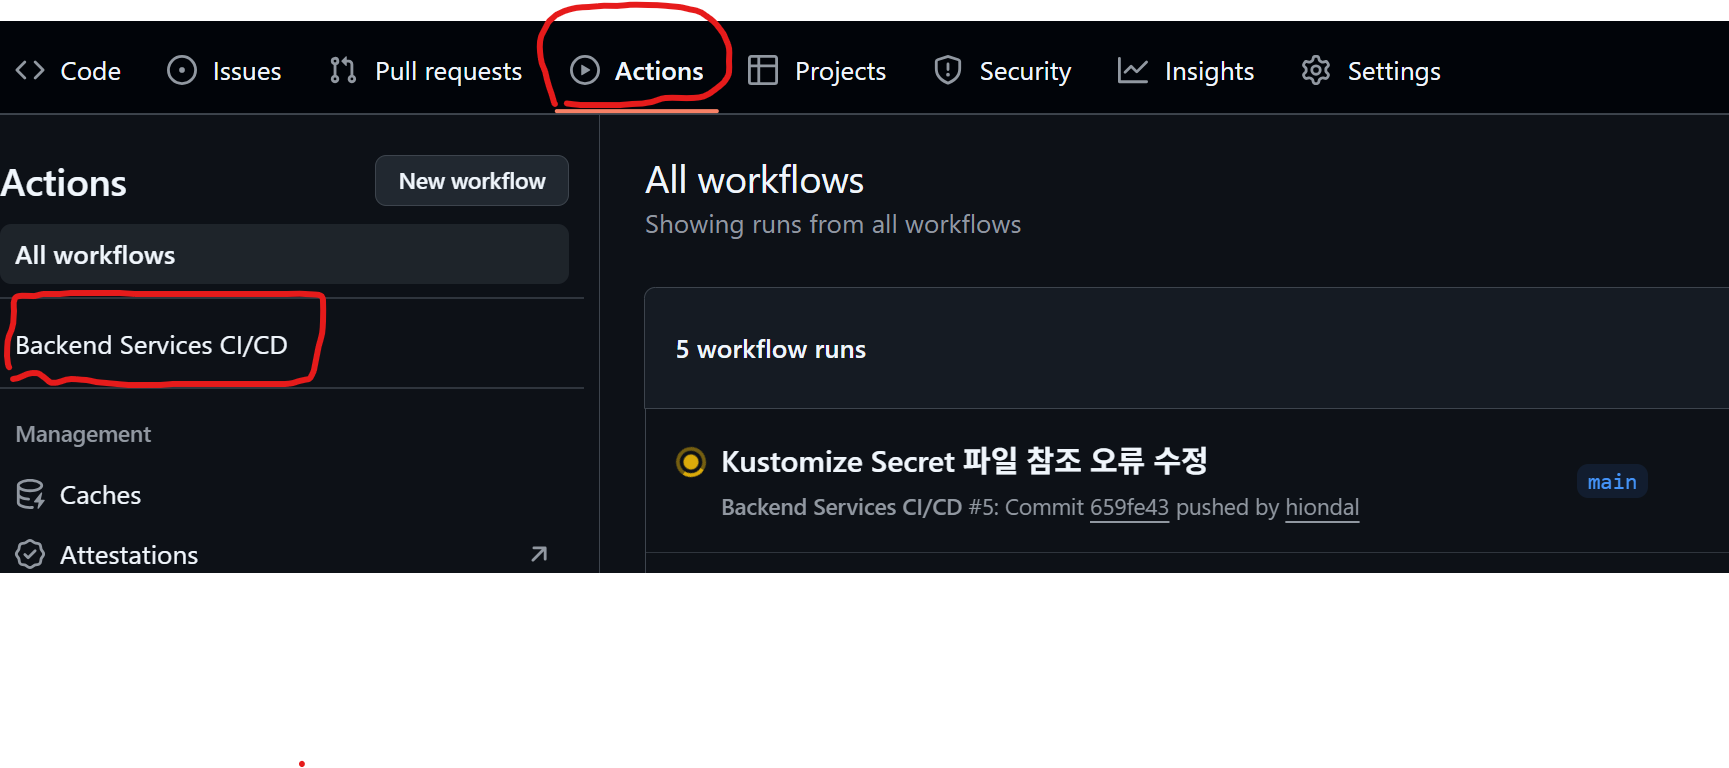 Code Issues Pull requests Actions Projects Security Insights Settings
Actions
New workflow
All workflows
Backend Services CI/CD
Management
Caches
Attestations
All workflows
Showing runs from all workflows
5 workflow runs
Kustomize Secret 파일 참조 오류 수정
Backend Services CI/CD #5: Commit 659fe43 pushed by hiondal
main